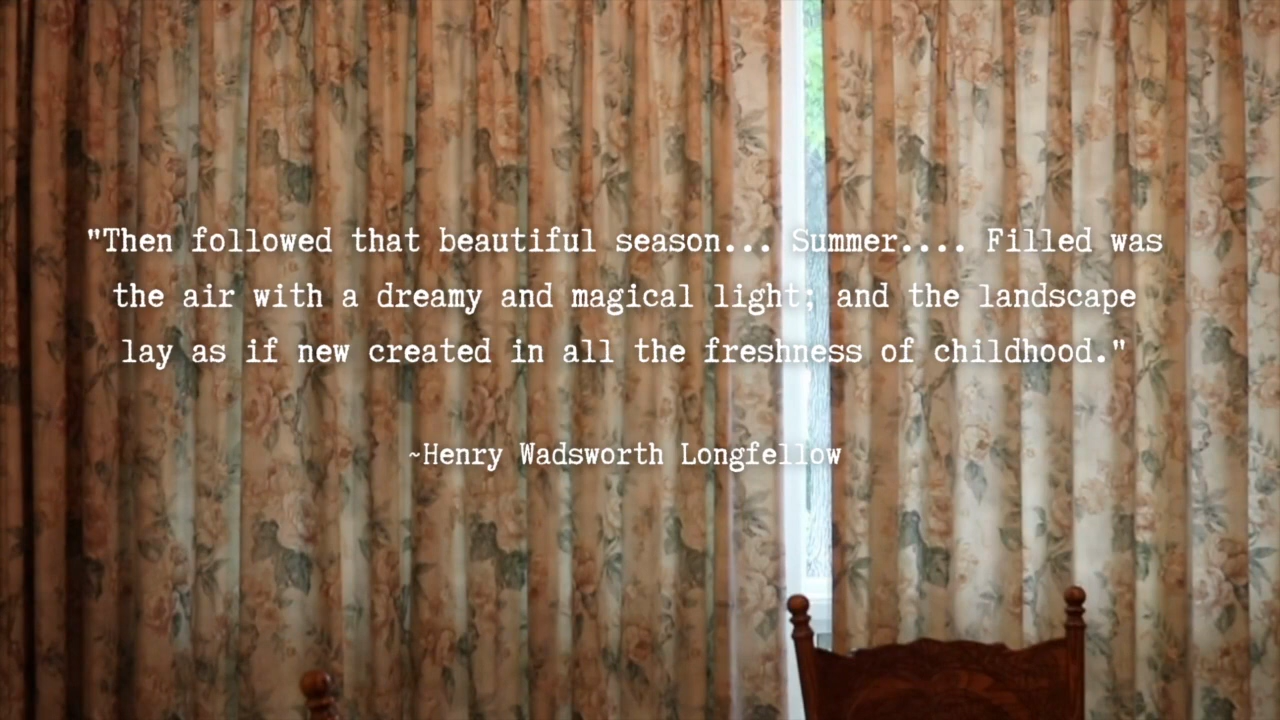 "Then followed that beautiful season... Summer.... Filled was
the air with a dreamy and magical light; and the landscape
lay as if new created in all the freshness of childhood."
~Henry Wadsworth Longfellow